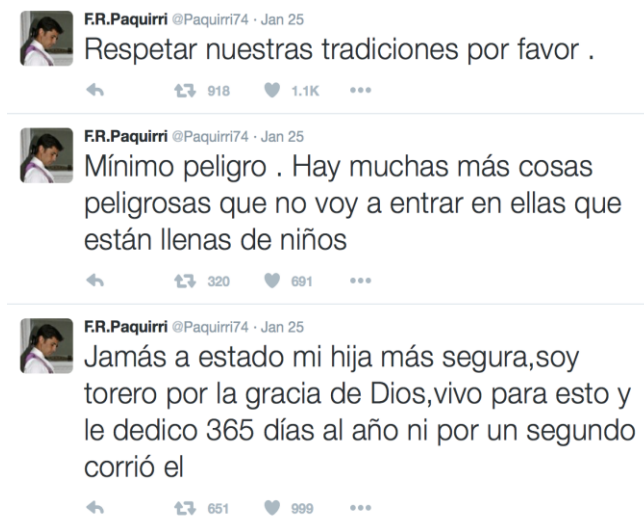 F.R.Paquirri @Paquirri74 · Jan 25
Respetar nuestras tradiciones por favor .
918 1.1K
F.R.Paquirri @Paquirri74 · Jan 25
Mínimo peligro . Hay muchas más cosas
peligrosas que no voy a entrar en ellas que
están llenas de niños
320 691
F.R.Paquirri @Paquirri74 · Jan 25
Jamás a estado mi hija más segura,soy
torero por la gracia de Dios,vivo para esto y
le dedico 365 días al año ni por un segundo
corrió el
651 999